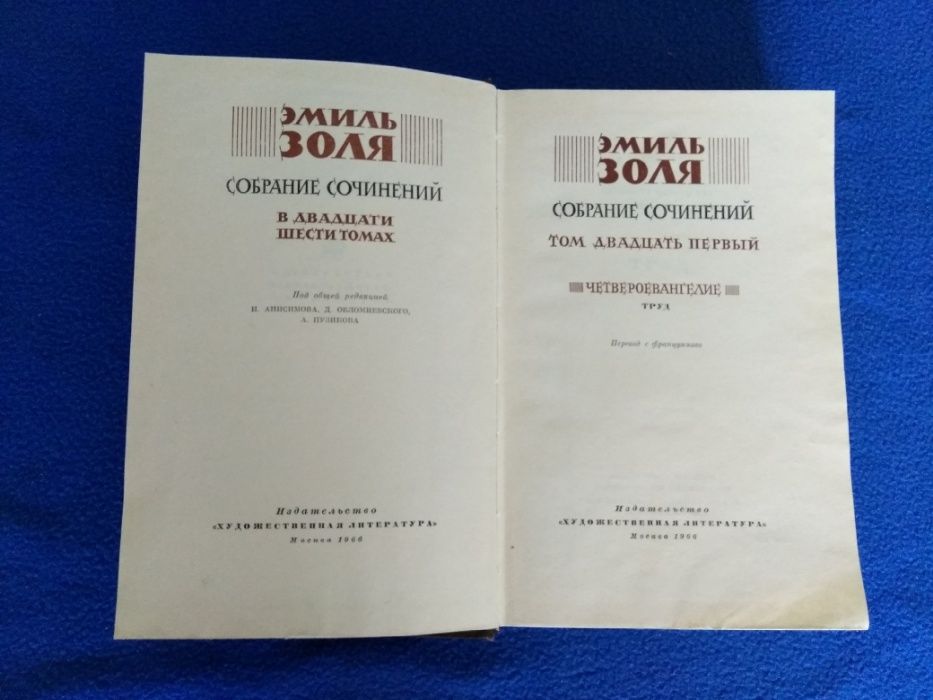 ЭМИЛЬ
ЗОЛЯ
СОБРАНИЕ СОЧИНЕНИЙ
В ДВАДЦАТИ
ШЕСТИ ТОМАХ
Под общей редакцией
И. АНИСИМОВА, Д. ОБЛОМИЕВСКОГО,
А. ПУЗИКОВА
Издательство
«ХУДОЖЕСТВЕННАЯ ЛИТЕРАТУРА»
Москва 1966
ЭМИЛЬ
ЗОЛЯ
СОБРАНИЕ СОЧИНЕНИЙ
ТОМ ДВАДЦАТЬ ПЕРВЫЙ
ЧЕТВЕРОЕВАНГЕЛИЕ
ТРУД
Перевод с французского
Издательство
«ХУДОЖЕСТВЕННАЯ ЛИТЕРАТУРА»
Москва 1966